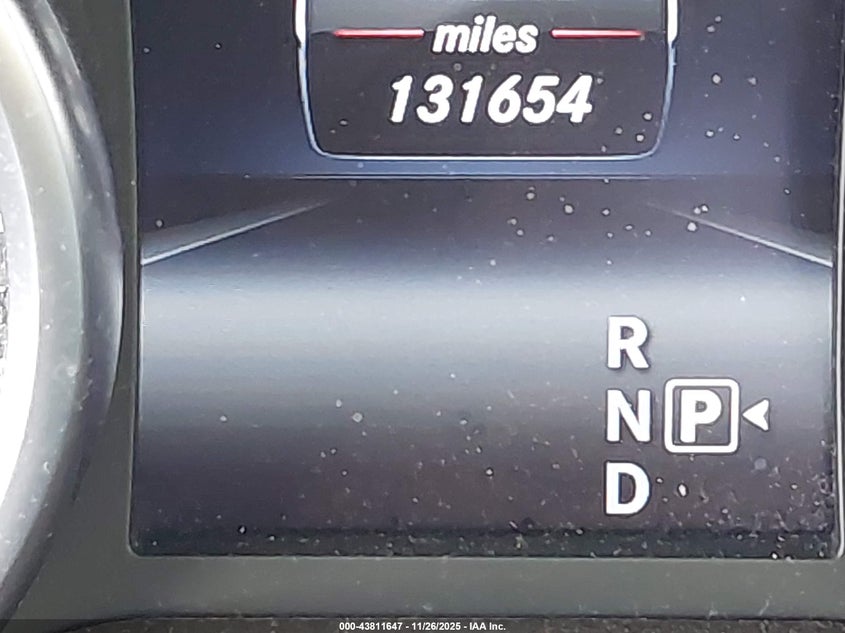 miles
131654
R
N P
D
000-43811647 - 11/26/2025 - IAA Inc.